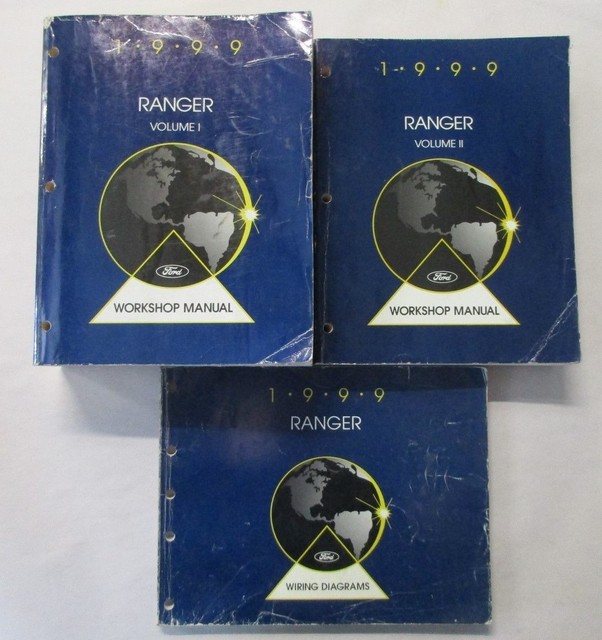 1•9•9•9
RANGER
VOLUME I
Ford
WORKSHOP MANUAL
1•9•9•9
RANGER
VOLUME II
Ford
WORKSHOP MANUAL
1•9•9•9
RANGER
Ford
WIRING DIAGRAMS